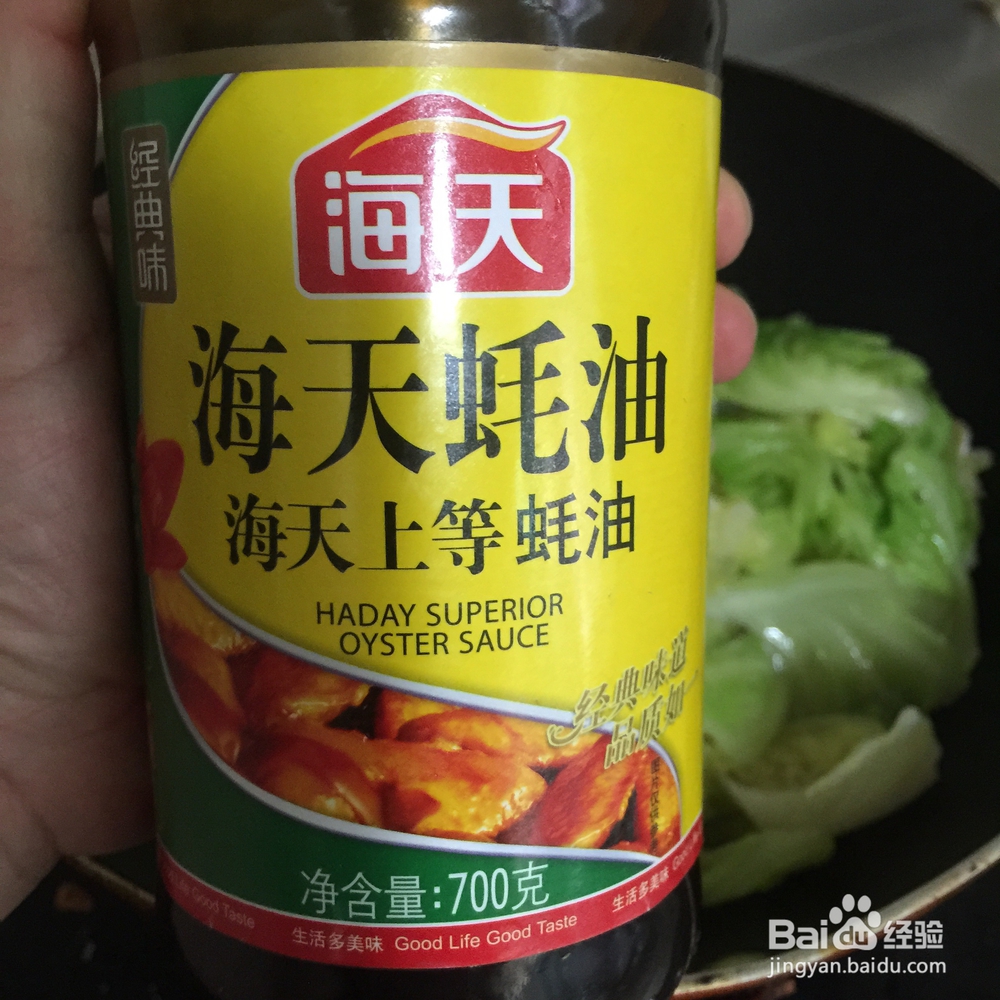 经典味
海天
海天蚝油
海天上等蚝油
HADAY SUPERIOR
OYSTER SAUCE
经典味道
品质如一
净含量:700克
Good Taste 生活多美味 Good Life Good Taste 生活多美味 Good
Baidu经验
jingyan.baidu.com